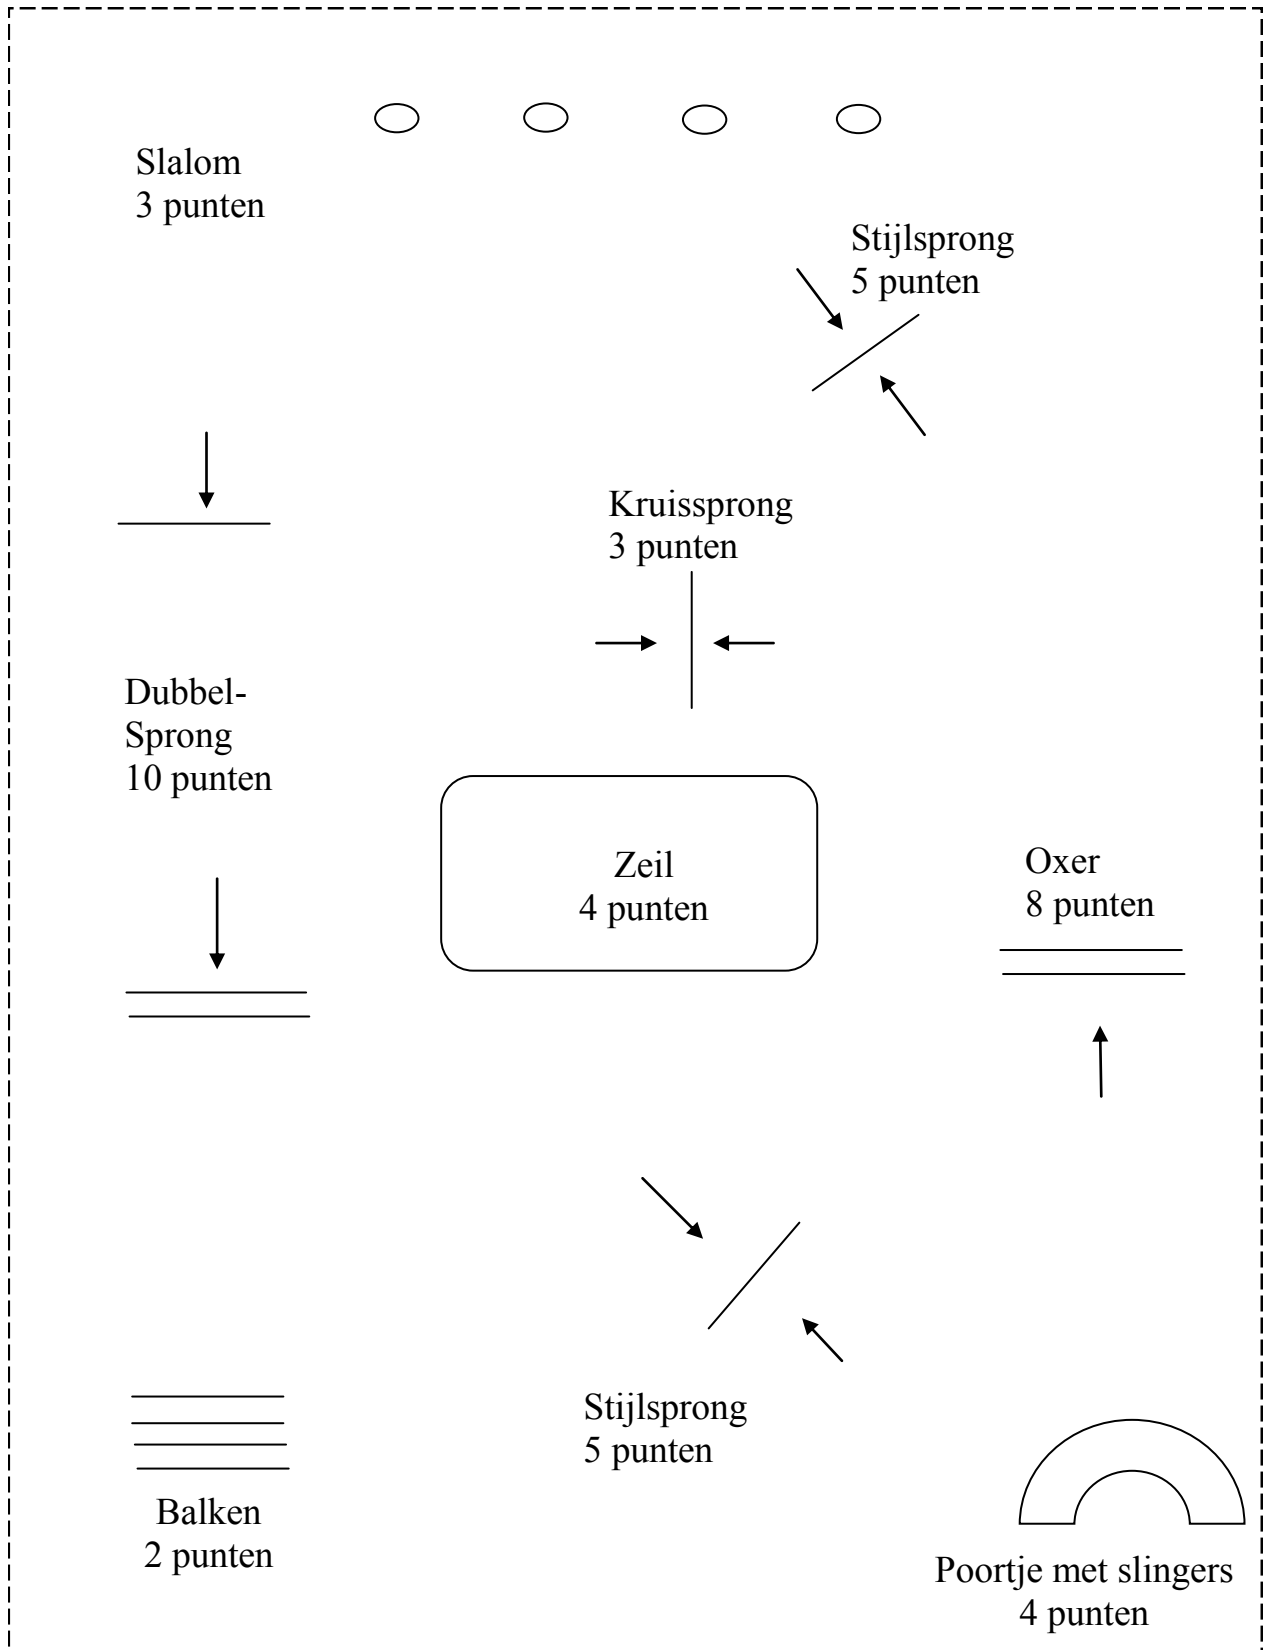 Slalom
3 punten
Stijlsprong
5 punten
Kruissprong
3 punten
Dubbel-
Sprong
10 punten
Zeil
4 punten
Oxer
8 punten
Stijlsprong
5 punten
Balken
2 punten
Poortje met slingers
4 punten